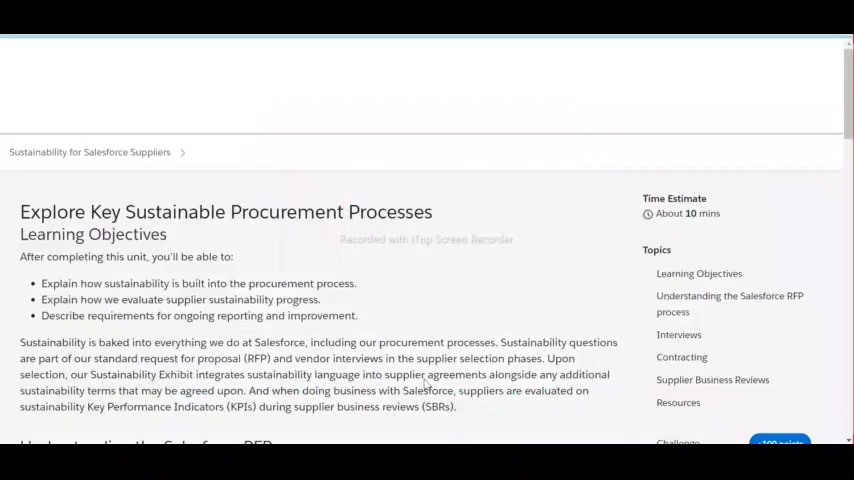 Sustainability for Salesforce Suppliers
Explore Key Sustainable Procurement Processes
Learning Objectives
After completing this unit, you'll be able to:
• Explain how sustainability is built into the procurement process.
• Explain how we evaluate supplier sustainability progress.
• Describe requirements for ongoing reporting and improvement.
Sustainability is baked into everything we do at Salesforce, including our procurement processes. Sustainability questions
are part of our standard request for proposal (RFP) and vendor interviews in the supplier selection phases. Upon
selection, our Sustainability Exhibit integrates sustainability language into supplier agreements alongside any additional
sustainability terms that may be agreed upon. And when doing business with Salesforce, suppliers are evaluated on
sustainability Key Performance Indicators (KPIs) during supplier business reviews (SBRs).
Understanding the Salesforce RFP
Recorded with iTop Screen Recorder
Time Estimate
About 10 mins
Topics
Learning Objectives
Understanding the Salesforce RFP
process
Interviews
Contracting
Supplier Business Reviews
Resources
Challenge
+100 points